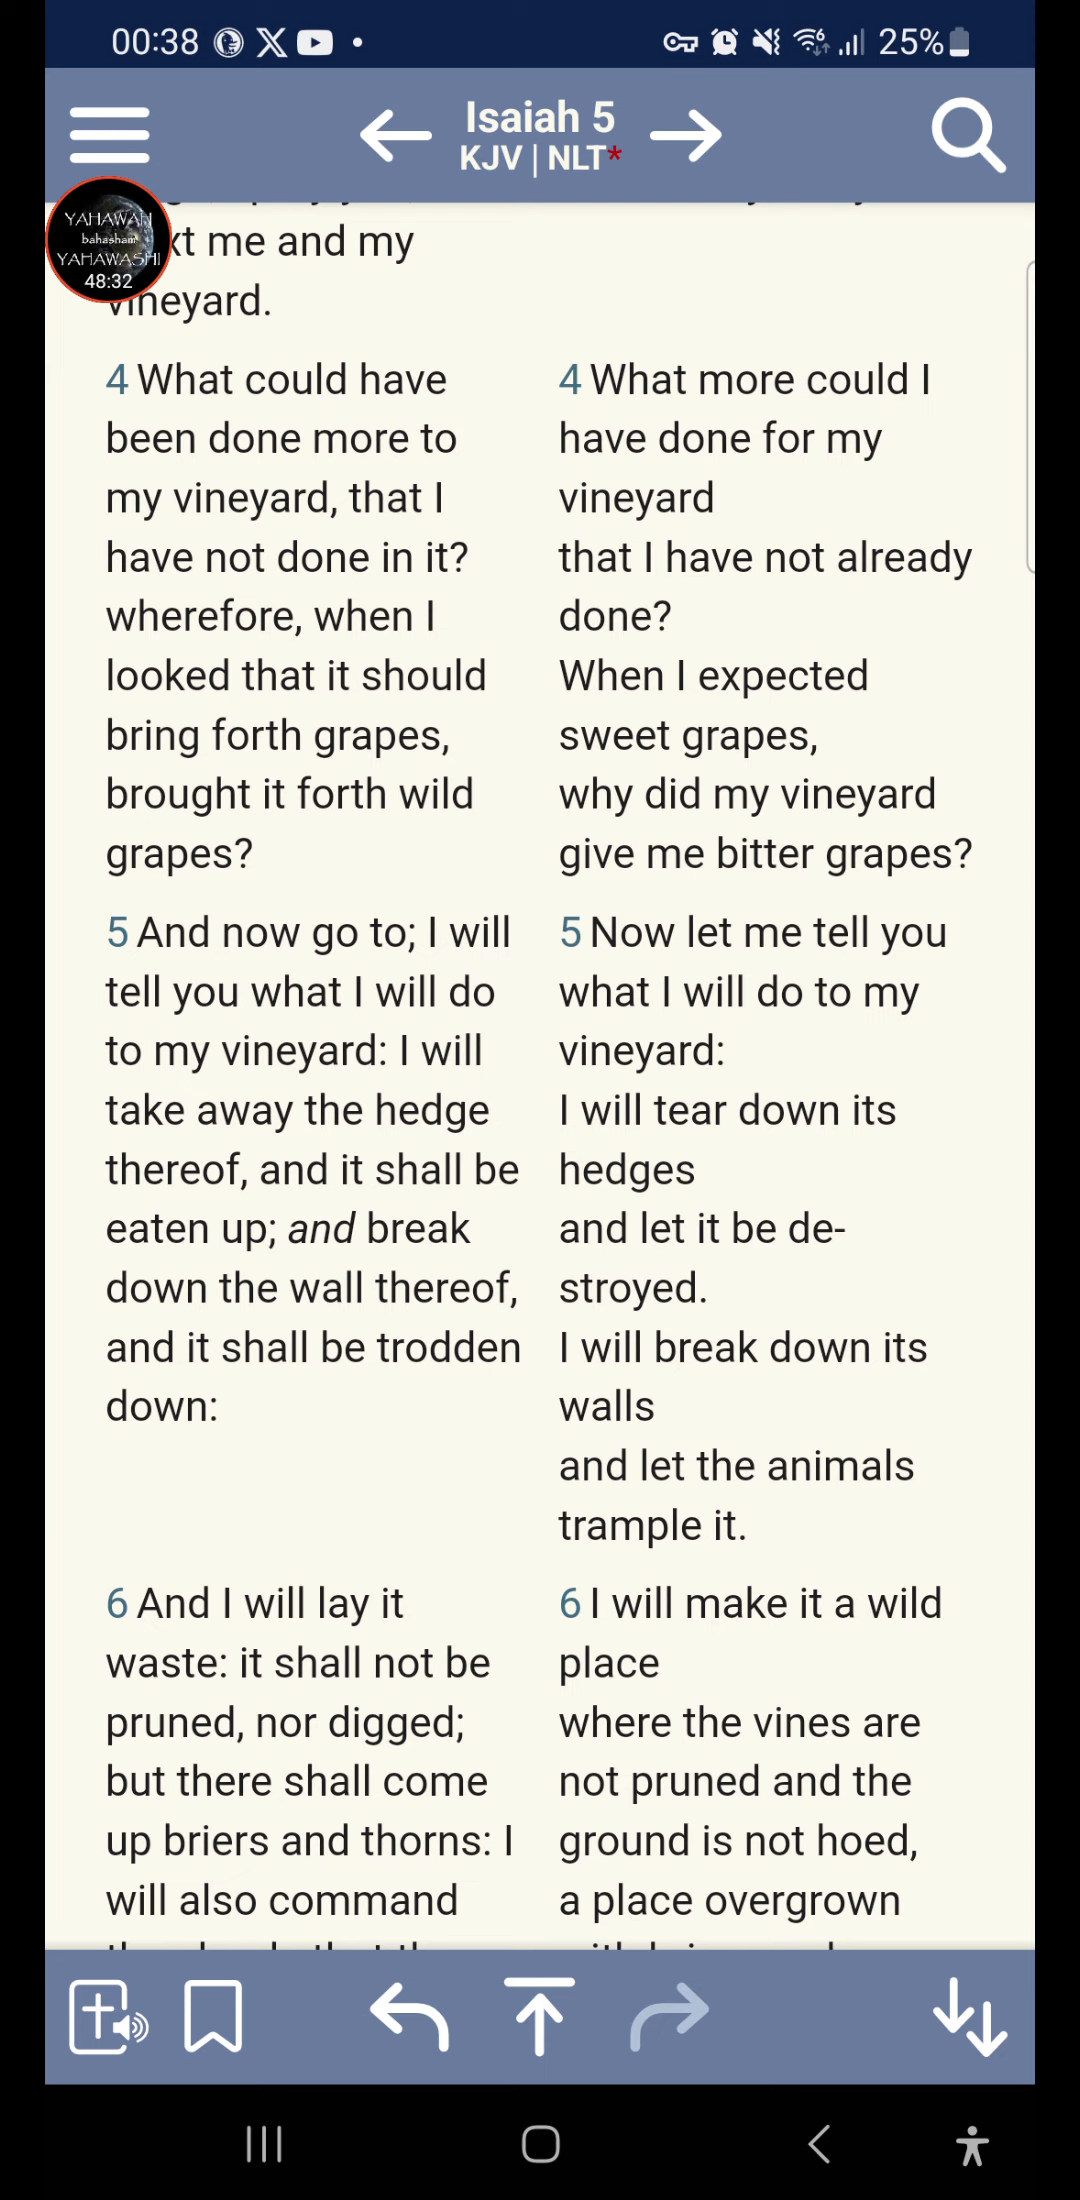 00:38
25%
Isaiah 5
KJV | NLT*
YAHAWAH
bahasham
YAHAWASHI
48:32
me and my
vineyard.
4 What could have
been done more to
my vineyard, that I
have not done in it?
wherefore, when I
looked that it should
bring forth grapes,
brought it forth wild
grapes?
4 What more could I
have done for my
vineyard
that I have not already
done?
When I expected
sweet grapes,
why did my vineyard
give me bitter grapes?
5 And now go to; I will
tell you what I will do
to my vineyard: I will
take away the hedge
thereof, and it shall be
eaten up; and break
down the wall thereof,
and it shall be trodden
down:
5 Now let me tell you
what I will do to my
vineyard:
I will tear down its
hedges
and let it be de-
stroyed.
I will break down its
walls
and let the animals
trample it.
6 And I will lay it
waste: it shall not be
pruned, nor digged;
but there shall come
up briers and thorns: I
will also command
6 I will make it a wild
place
where the vines are
not pruned and the
ground is not hoed,
a place overgrown